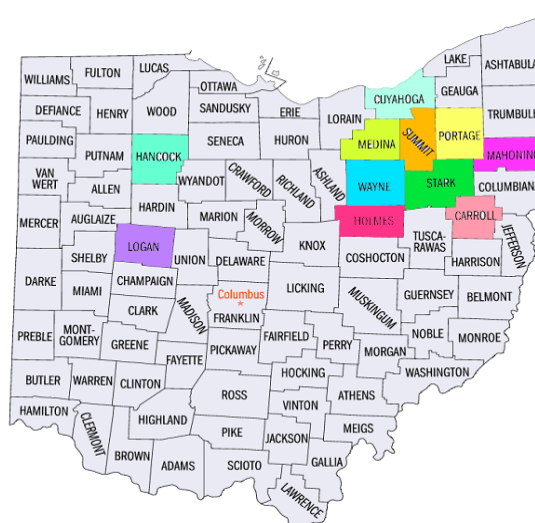 LAKE
ASHTABULA
WILLIAMS
FULTON
LUCAS
OTTAWA
CUYAHOGA
GEAUGA
DEFIANCE
HENRY
WOOD
SANDUSKY
ERIE
LORAIN
TRUMBULL
PAULDING
PUTNAM
HANCOCK
SENECA
HURON
MEDINA
SUMMIT
PORTAGE
MAHONING
VAN
WERT
ALLEN
WYANDOT
CRAWFORD
RICHLAND
ASHLAND
WAYNE
STARK
COLUMBIANA
MERCER
AUGLAIZE
HARDIN
MARION
MORROW
HOLMES
CARROLL
JEFFERSON
SHELBY
LOGAN
UNION
DELAWARE
KNOX
COSHOCTON
TUSCA-
RAWAS
HARRISON
DARKE
MIAMI
CHAMPAIGN
Columbus
*
FRANKLIN
LICKING
MUSKINGUM
GUERNSEY
BELMONT
CLARK
MADISON
PREBLE
MONT-
GOMERY
GREENE
FAYETTE
PICKAWAY
FAIRFIELD
PERRY
MORGAN
NOBLE
MONROE
BUTLER
WARREN
CLINTON
ROSS
HOCKING
ATHENS
WASHINGTON
HAMILTON
CLERMONT
BROWN
HIGHLAND
PIKE
VINTON
MEIGS
ADAMS
SCIOTO
JACKSON
GALLIA
LAWRENCE